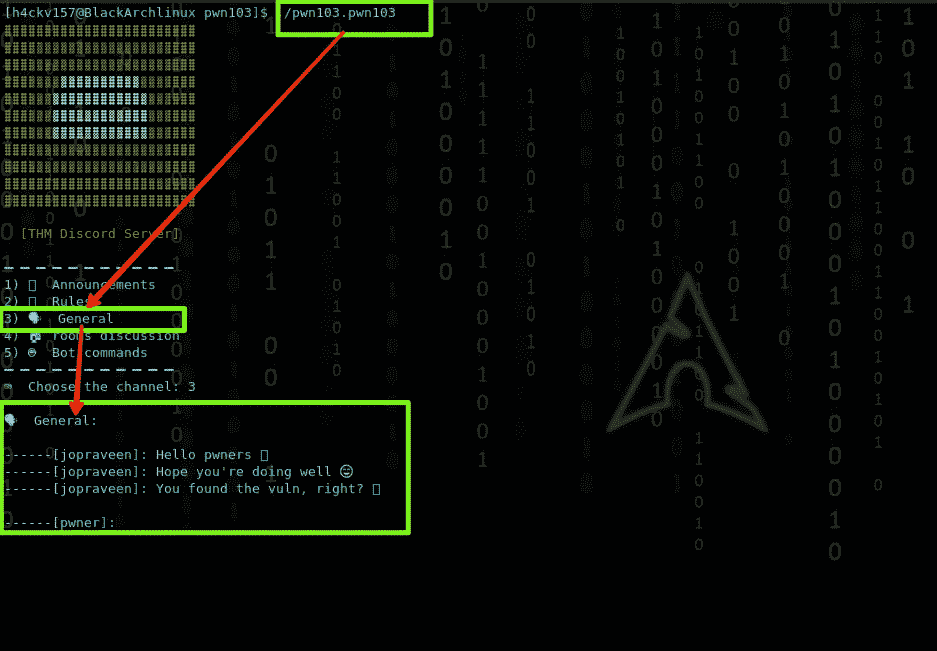 [h4ckv157@BlackArchlinux pwn103]$ ./pwn103.pwn103
[THM Discord Server]
1) Announcements
2) Rules
3) 🗣 General
4) Tools discussion
5) Bot commands
Choose the channel: 3
🗣 General:
------[jopraveen]: Hello pwners
------[jopraveen]: Hope you're doing well 😄
------[jopraveen]: You found the vuln, right?
------[pwner]: